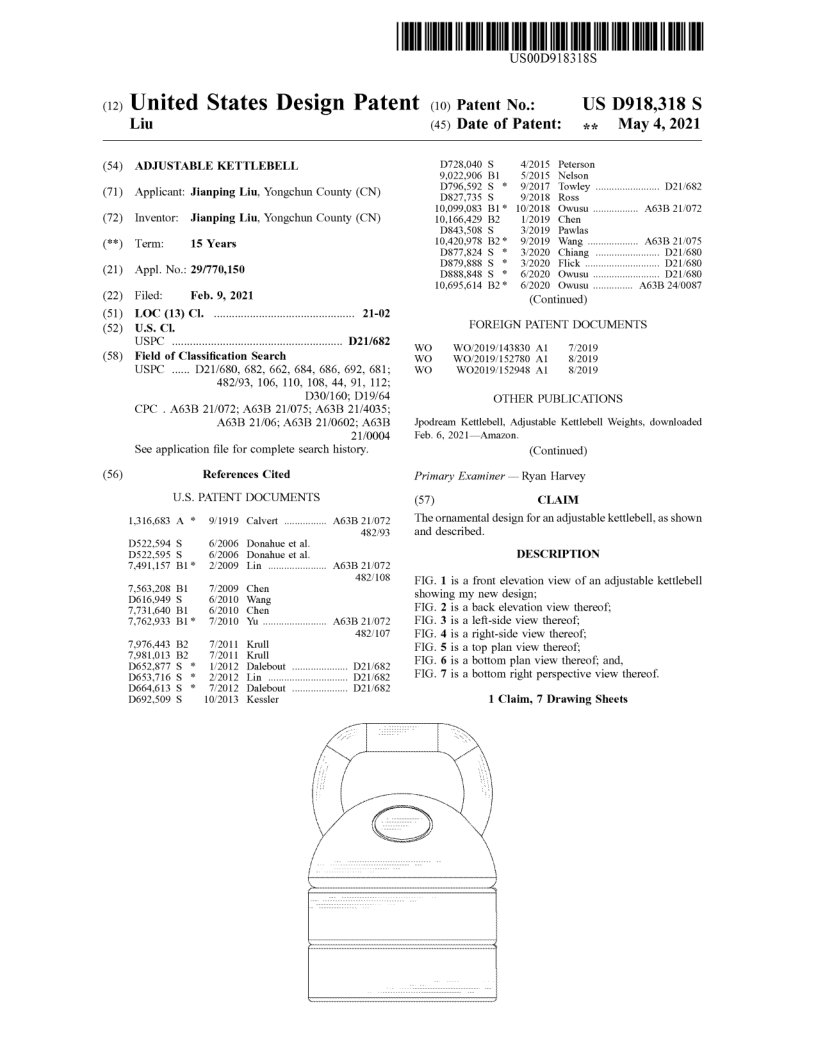 US00D918318S
(12) United States Design Patent
Liu
(10) Patent No.: US D918,318 S
(45) Date of Patent: ** May 4, 2021
(54) ADJUSTABLE KETTLEBELL
(71) Applicant: Jianping Liu, Yongchun County (CN)
(72) Inventor: Jianping Liu, Yongchun County (CN)
(**) Term: 15 Years
(21) Appl. No.: 29/770,150
(22) Filed: Feb. 9, 2021
(51) LOC (13) Cl. ............................................... 21-02
(52) U.S. Cl.
USPC ......................................................... D21/682
(58) Field of Classification Search
USPC ...... D21/680, 682, 662, 684, 686, 692, 681;
482/93, 106, 110, 108, 44, 91, 112;
D30/160; D19/64
CPC . A63B 21/072; A63B 21/075; A63B 21/4035;
A63B 21/06; A63B 21/0602; A63B
21/0004
See application file for complete search history.
(56) References Cited
U.S. PATENT DOCUMENTS
1,316,683 A * 9/1919 Calvert ................ A63B 21/072
482/93
D522,594 S 6/2006 Donahue et al.
D522,595 S 6/2006 Donahue et al.
7,491,157 B1 * 2/2009 Lin ...................... A63B 21/072
482/108
7,563,208 B1 7/2009 Chen
D616,949 S 6/2010 Wang
7,731,640 B1 6/2010 Chen
7,762,933 B1 * 7/2010 Yu ........................ A63B 21/072
482/107
7,976,443 B2 7/2011 Krull
7,981,013 B2 7/2011 Krull
D652,877 S * 1/2012 Dalebout ..................... D21/682
D653,716 S * 2/2012 Lin .............................. D21/682
D664,613 S * 7/2012 Dalebout ..................... D21/682
D692,509 S 10/2013 Kessler
D728,040 S 4/2015 Peterson
9,022,906 B1 5/2015 Nelson
D796,592 S * 9/2017 Towley ........................ D21/682
D827,735 S 9/2018 Ross
10,099,083 B1 * 10/2018 Owusu ................. A63B 21/072
10,166,429 B2 1/2019 Chen
D843,508 S 3/2019 Pawlas
10,420,978 B2 * 9/2019 Wang ................... A63B 21/075
D877,824 S * 3/2020 Chiang ........................ D21/680
D879,888 S * 3/2020 Flick ............................ D21/680
D888,848 S * 6/2020 Owusu ......................... D21/680
10,695,614 B2 * 6/2020 Owusu ............... A63B 24/0087
(Continued)
FOREIGN PATENT DOCUMENTS
WO WO/2019/143830 A1 7/2019
WO WO/2019/152780 A1 8/2019
WO WO2019/152948 A1 8/2019
OTHER PUBLICATIONS
Jpodream Kettlebell, Adjustable Kettlebell Weights, downloaded
Feb. 6, 2021—Amazon.
(Continued)
Primary Examiner — Ryan Harvey
(57) CLAIM
The ornamental design for an adjustable kettlebell, as shown
and described.
DESCRIPTION
FIG. 1 is a front elevation view of an adjustable kettlebell
showing my new design;
FIG. 2 is a back elevation view thereof;
FIG. 3 is a left-side view thereof;
FIG. 4 is a right-side view thereof;
FIG. 5 is a top plan view thereof;
FIG. 6 is a bottom plan view thereof; and,
FIG. 7 is a bottom right perspective view thereof.
1 Claim, 7 Drawing Sheets